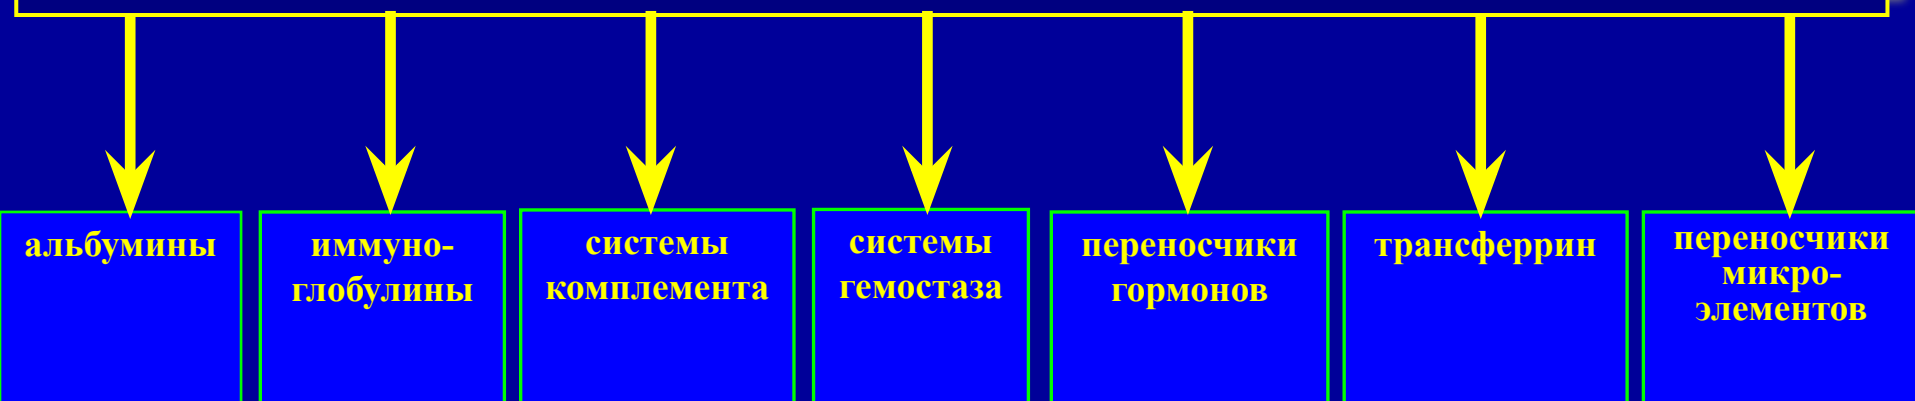 альбумины
иммуно-
глобулины
системы
комплемента
системы
гемостаза
переносчики
гормонов
трансферрин
переносчики
микро-
элементов